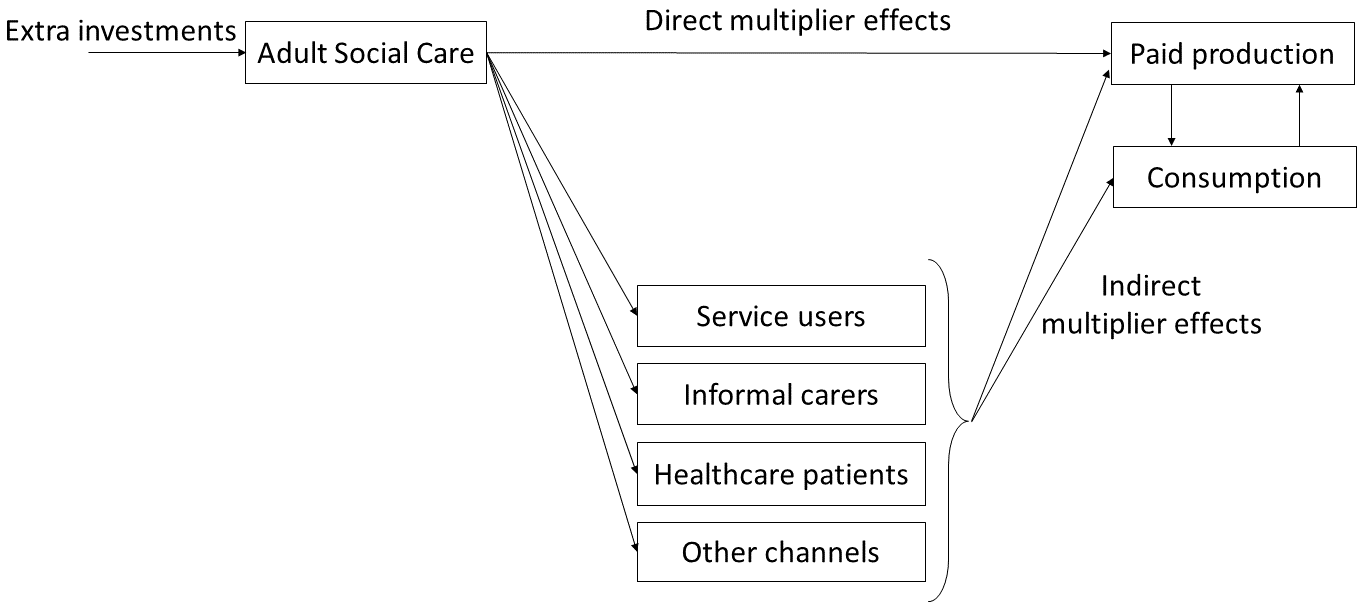 Extra investments
Adult Social Care
Direct multiplier effects
Paid production
Consumption
Service users
Informal carers
Healthcare patients
Other channels
Indirect
multiplier effects